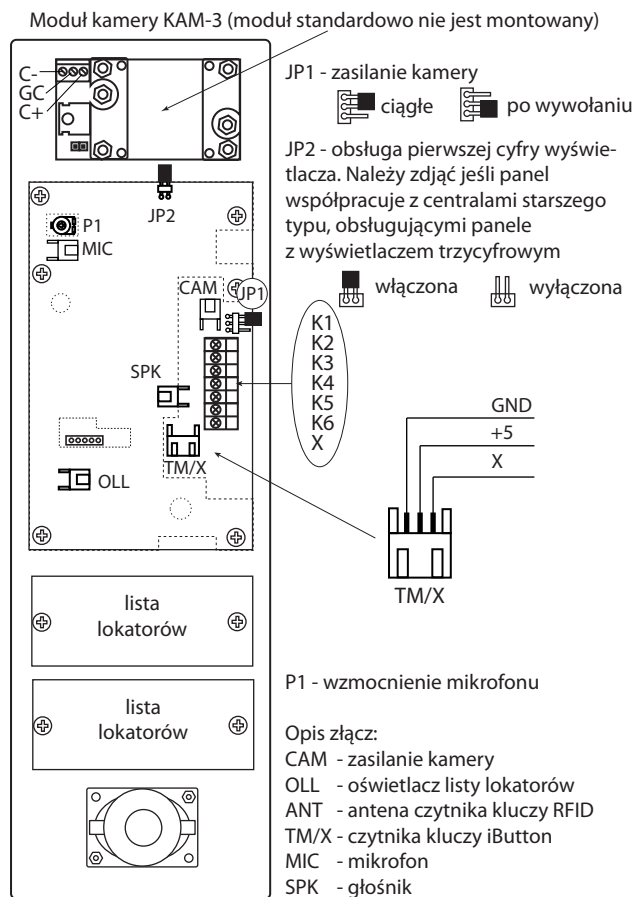 Moduł kamery KAM-3 (moduł standardowo nie jest montowany)
C-
GC
C+
JP2
P1
MIC
CAM
JP1
SPK
TM/X
OLL
K1
K2
K3
K4
K5
K6
X
lista
lokatorów
lista
lokatorów
JP1 - zasilanie kamery
ciągłe
po wywołaniu
JP2 - obsługa pierwszej cyfry wyświe-
tlacza. Należy zdjąć jeśli panel
współpracuje z centralami starszego
typu, obsługującymi panele
z wyświetlaczem trzycyfrowym
włączona
wyłączona
GND
+5
X
TM/X
P1 - wzmocnienie mikrofonu
Opis złącz:
CAM - zasilanie kamery
OLL - oświetlacz listy lokatorów
ANT - antena czytnika kluczy RFID
TM/X - czytnika kluczy iButton
MIC - mikrofon
SPK - głośnik